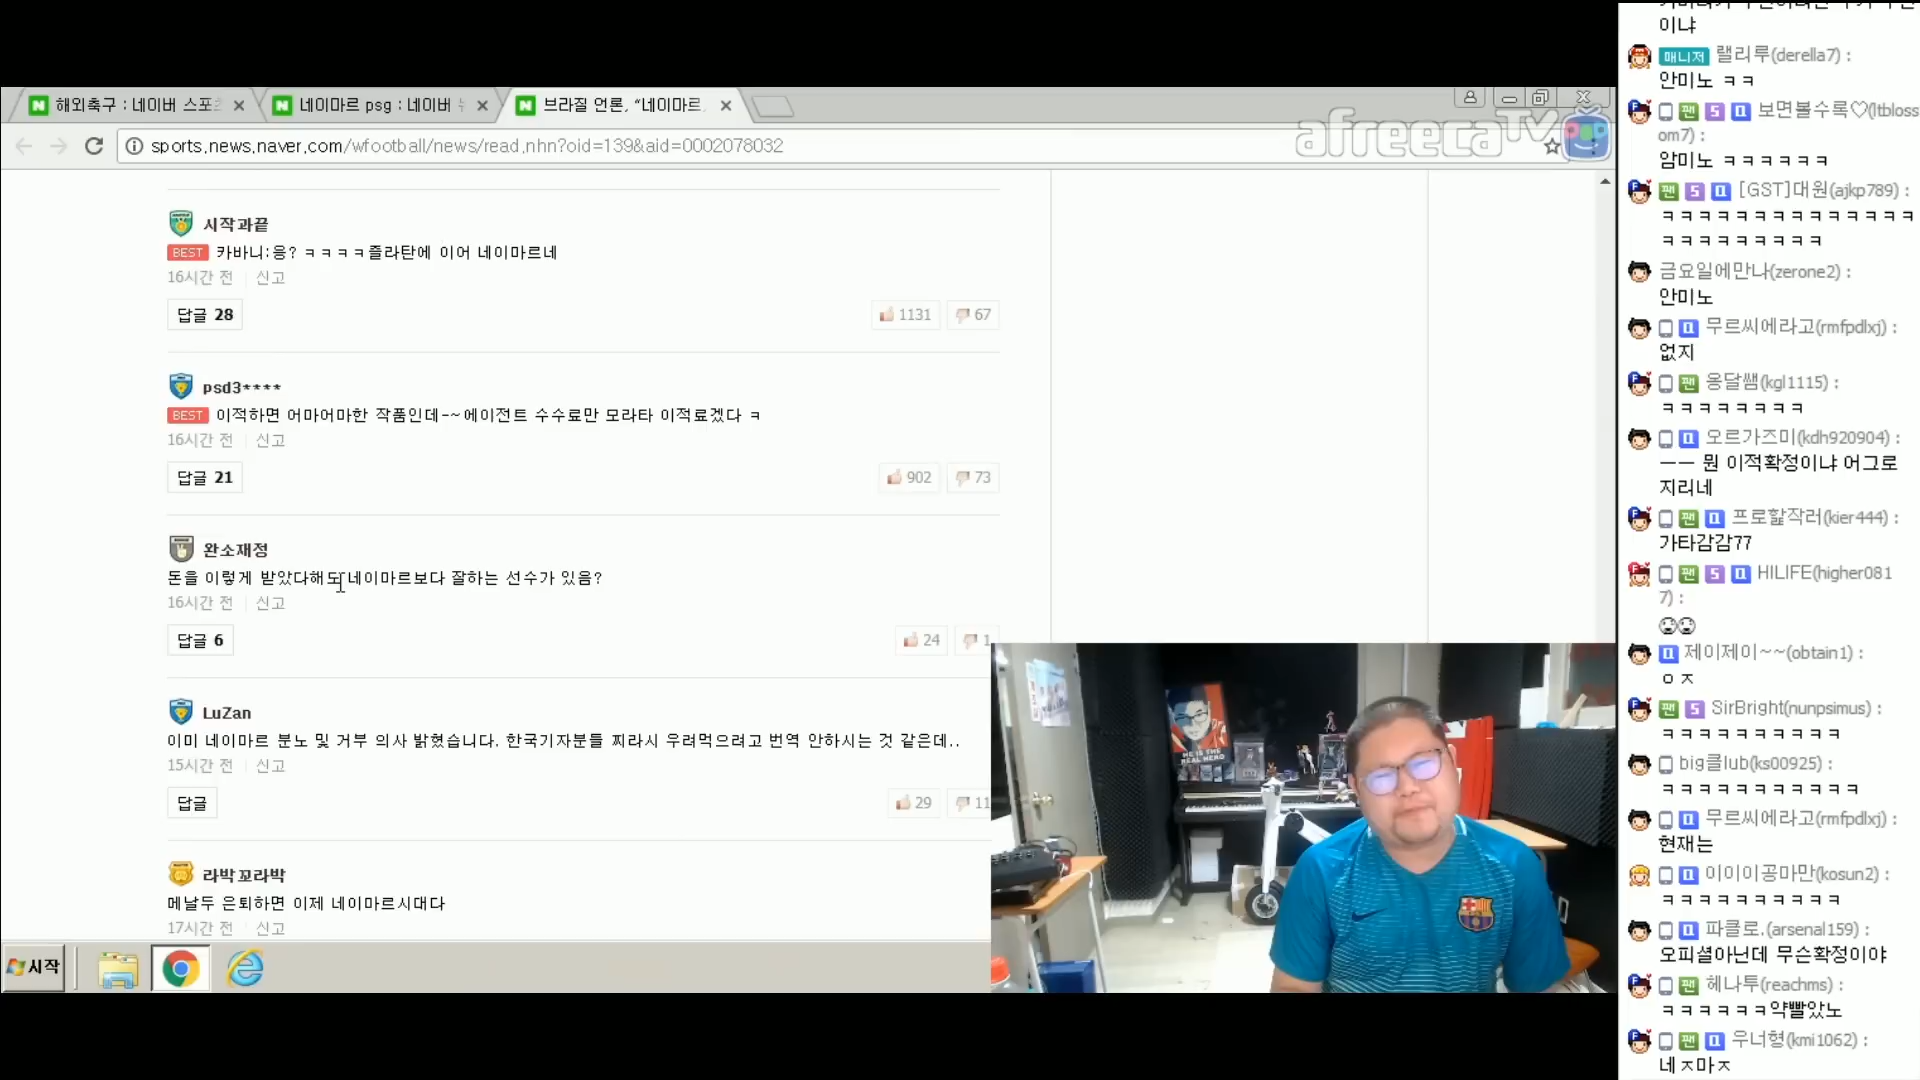 해외축구 : 네이버 스포츠
네이마르 psg : 네이버
브라질 언론, “네이마르
sports.news.naver.com/wfootball/news/read.nhn?oid=139&aid=0002078032
afreecaTV
시작과끝
BEST 카바니:응? ㅋㅋㅋㅋ즐라탄에 이어 네이마르네
16시간 전 신고
답글 28
1131 67
psd3****
BEST 이적하면 어마어마한 작품인데~~에이전트 수수료만 모라타 이적료겠다 ㅋ
16시간 전 신고
답글 21
902 73
완소재정
돈을 이렇게 받았다해도 네이마르보다 잘하는 선수가 있음?
16시간 전 신고
답글 6
24 1
LuZan
이미 네이마르 분노 및 거부 의사 밝혔습니다. 한국기자분들 찌라시 우려먹으려고 번역 안하시는 것 같은데..
15시간 전 신고
답글
29 11
라박꼬라박
메날두 은퇴하면 이제 네이마르시대다
17시간 전 신고
시작
HE IS THE
REAL HERO
이냐
매니저 랠리루(derella7) :
안미노 ㅋㅋ
팬 S 보면볼수록♡(ltbloss
om7) :
암미노 ㅋㅋㅋㅋㅋㅋ
팬 S [GST]대원(ajkp789) :
ㅋㅋㅋㅋㅋㅋㅋㅋㅋㅋㅋㅋㅋㅋ
ㅋㅋㅋㅋㅋㅋㅋㅋㅋ
금요일에만나(zerone2) :
안미노
무르씨에라고(rmfpdlxj) :
없지
팬 옹달쌤(kgl1115) :
ㅋㅋㅋㅋㅋㅋㅋㅋ
오르가즈미(kdh920904) :
ㅡㅡ 뭔 이적확정이냐 어그로
지리네
팬 프로핥작러(kier444) :
가타감감77
팬 S HILIFE(higher081
7) :
제이제이~~(obtain1) :
ㅇㅈ
팬 S SirBright(nunpsimus) :
ㅋㅋㅋㅋㅋㅋㅋㅋㅋㅋ
big클lub(ks00925) :
ㅋㅋㅋㅋㅋㅋㅋㅋㅋㅋㅋ
무르씨에라고(rmfpdlxj) :
현재는
이이이공마만(kosun2) :
ㅋㅋㅋㅋㅋㅋㅋㅋㅋㅋ
파클로.(arsenal159) :
오피셜아닌데 무슨확정이야
팬 헤나투(reachms) :
ㅋㅋㅋㅋㅋㅋ약빨았노
팬 우너형(kmi1062) :
네ㅈ마ㅈ